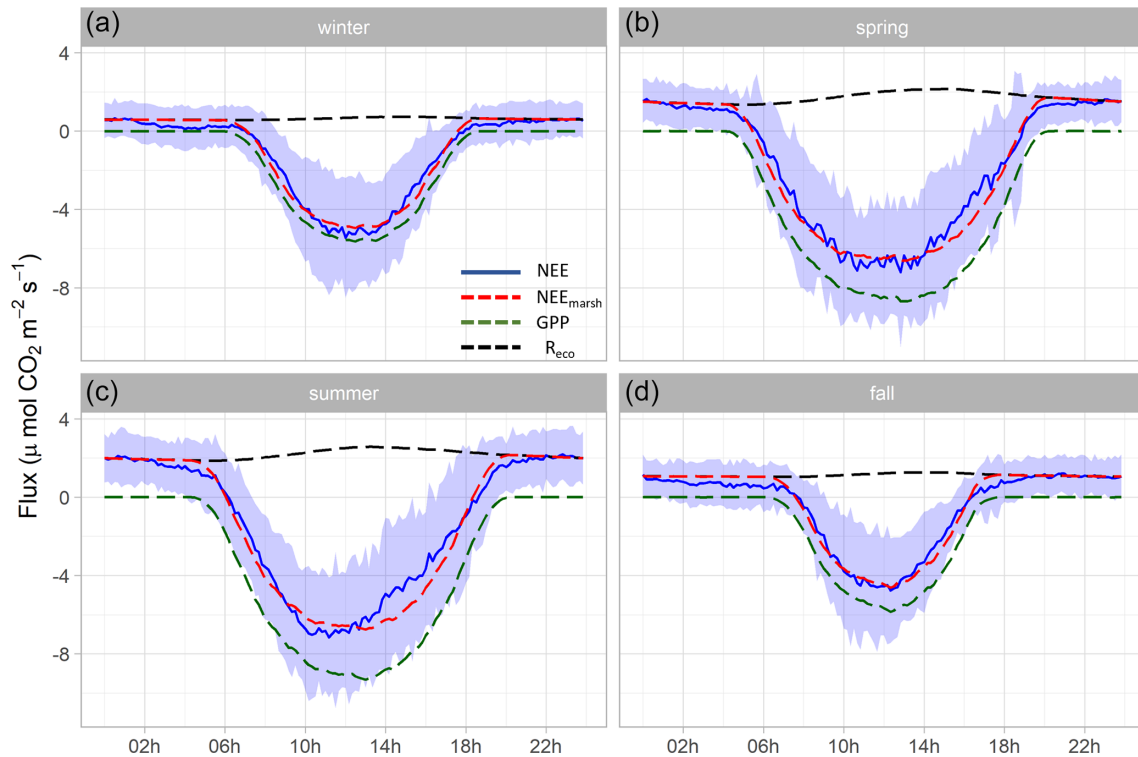 (a) winter
(b) spring
4
0
-4
-8
NEE
NEEmarsh
GPP
Reco
(c) summer
(d) fall
4
0
-4
-8
Flux (μ mol CO₂ m⁻² s⁻¹)
02h 06h 10h 14h 18h 22h
02h 06h 10h 14h 18h 22h